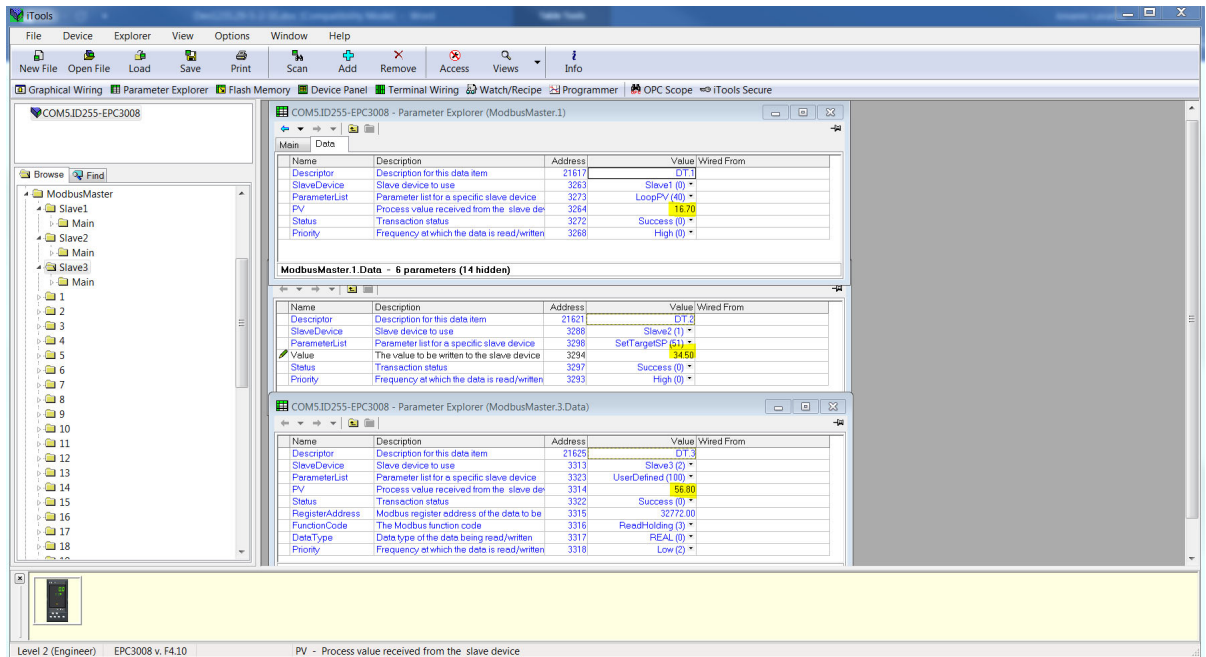 iTools
File Device Explorer View Options Window Help
New File Open File Load Save Print Scan Add Remove Access Views Info
Graphical Wiring Parameter Explorer Flash Memory Device Panel Terminal Wiring Watch/Recipe Programmer OPC Scope iTools Secure
COM5.ID255-EPC3008
Browse Find
ModbusMaster
Slave1
Main
Slave2
Main
Slave3
Main
1
2
3
4
5
6
7
8
9
10
11
12
13
14
15
16
17
18
COM5.ID255-EPC3008 - Parameter Explorer (ModbusMaster.1)
Main Data
Name Description Address Value Wired From
Descriptor Description for this data item 21617 DT.1
SlaveDevice Slave device to use 3263 Slave1 (0)
ParameterList Parameter list for a specific slave device 3273 LoopPV (40)
PV Process value received from the slave de 3264 16.70
Status Transaction status 3272 Success (0)
Priority Frequency at which the data is read/written 3268 High (0)
ModbusMaster.1.Data - 6 parameters (14 hidden)
Name Description Address Value Wired From
Descriptor Description for this data item 21621 DT.2
SlaveDevice Slave device to use 3288 Slave2 (1)
ParameterList Parameter list for a specific slave device 3298 SetTargetSP (51)
Value The value to be written to the slave device 3294 34.50
Status Transaction status 3297 Success (0)
Priority Frequency at which the data is read/written 3293 High (0)
COM5.ID255-EPC3008 - Parameter Explorer (ModbusMaster.3.Data)
Name Description Address Value Wired From
Descriptor Description for this data item 21625 DT.3
SlaveDevice Slave device to use 3313 Slave3 (2)
ParameterList Parameter list for a specific slave device 3323 UserDefined (100)
PV Process value received from the slave de 3314 56.80
Status Transaction status 3322 Success (0)
RegisterAddress Modbus register address of the data to be 3315 32772.00
FunctionCode The Modbus function code 3316 ReadHolding (3)
DataType Data type of the data being read/written 3317 REAL (0)
Priority Frequency at which the data is read/written 3318 Low (2)
Level 2 (Engineer) EPC3008 v. F4.10 PV - Process value received from the slave device